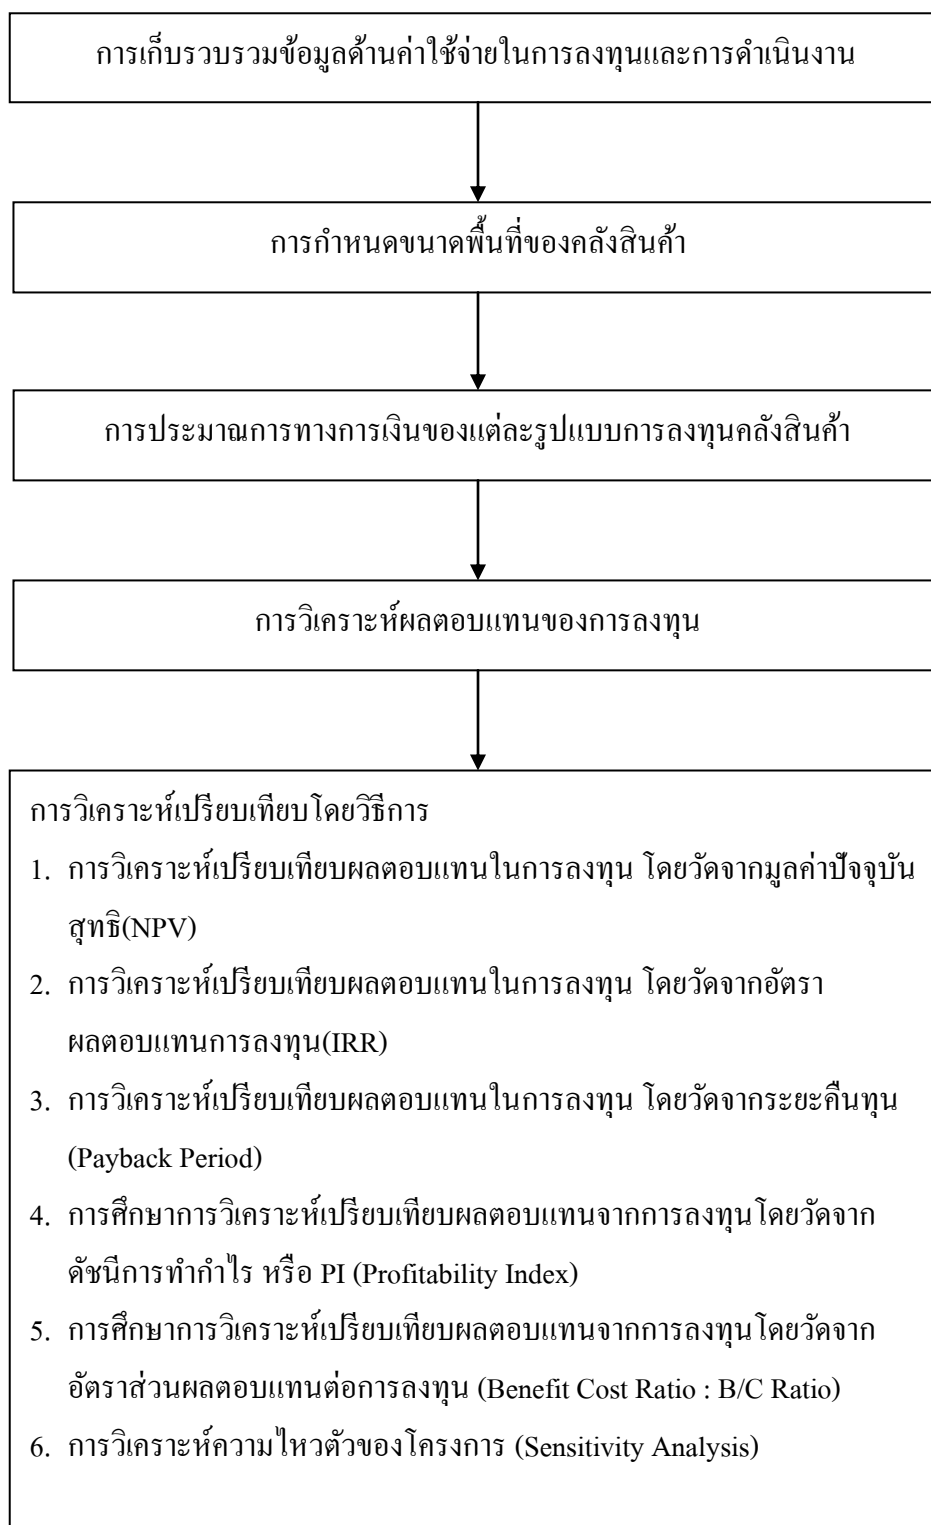 การเก็บรวบรวมข้อมูลด้านค่าใช้จ่ายในการลงทุนและการดำเนินงาน
การกำหนดขนาดพื้นที่ของคลังสินค้า
การประมาณการทางการเงินของแต่ละรูปแบบการลงทุนคลังสินค้า
การวิเคราะห์ผลตอบแทนของการลงทุน
การวิเคราะห์เปรียบเทียบโดยวิธีการ
1. การวิเคราะห์เปรียบเทียบผลตอบแทนในการลงทุน โดยวัดจากมูลค่าปัจจุบัน
สุทธิ(NPV)
2. การวิเคราะห์เปรียบเทียบผลตอบแทนในการลงทุน โดยวัดจากอัตรา
ผลตอบแทนการลงทุน(IRR)
3. การวิเคราะห์เปรียบเทียบผลตอบแทนในการลงทุน โดยวัดจากระยะคืนทุน
(Payback Period)
4. การศึกษาการวิเคราะห์เปรียบเทียบผลตอบแทนจากการลงทุนโดยวัดจาก
ดัชนีการทำกำไร หรือ PI (Profitability Index)
5. การศึกษาการวิเคราะห์เปรียบเทียบผลตอบแทนจากการลงทุนโดยวัดจาก
อัตราส่วนผลตอบแทนต่อการลงทุน (Benefit Cost Ratio : B/C Ratio)
6. การวิเคราะห์ความไหวตัวของโครงการ (Sensitivity Analysis)